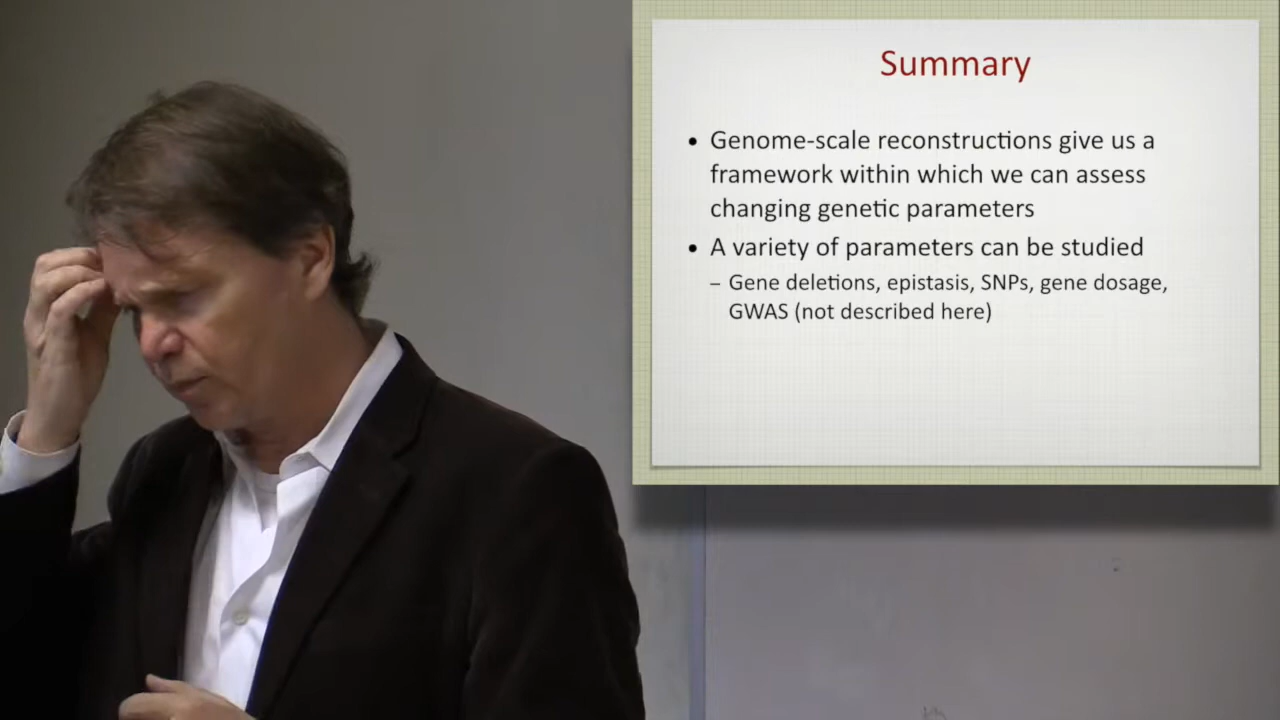 Summary
• Genome-scale reconstructions give us a
framework within which we can assess
changing genetic parameters
• A variety of parameters can be studied
– Gene deletions, epistasis, SNPs, gene dosage,
GWAS (not described here)